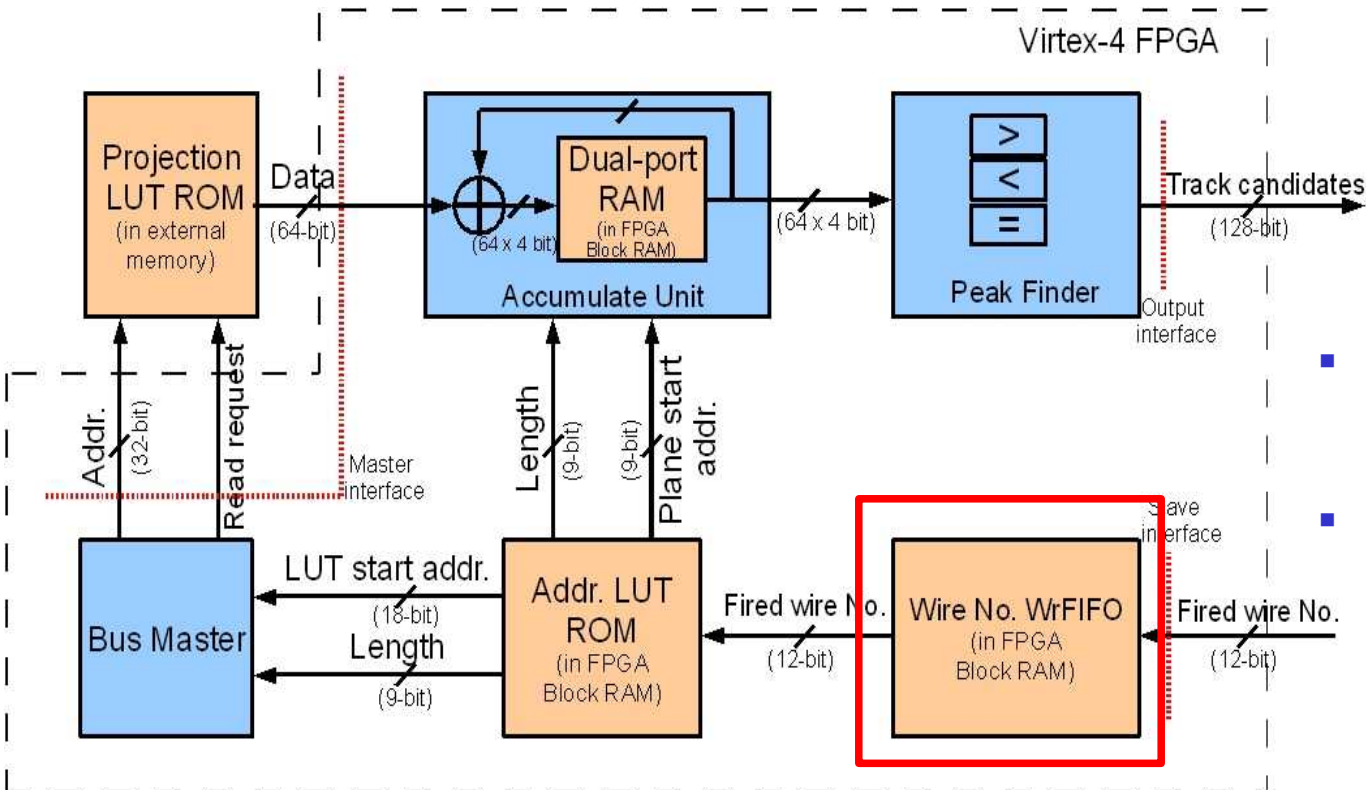 Virtex-4 FPGA
Projection
LUT ROM
(in external
memory)
Data
(64-bit)
(64 x 4 bit)
Dual-port
RAM
(in FPGA
Block RAM)
Accumulate Unit
(64 x 4 bit)
>
<
=
Peak Finder
Track candidates
(128-bit)
Output
interface
Addr.
(32-bit)
Read request
Master
interface
Length
(9-bit)
(9-bit)
Plane start
addr.
Slave
interface
Bus Master
LUT start addr.
(18-bit)
Length
(9-bit)
Addr. LUT
ROM
(in FPGA
Block RAM)
Fired wire No.
(12-bit)
Wire No. WrFIFO
(in FPGA
Block RAM)
Fired wire No.
(12-bit)